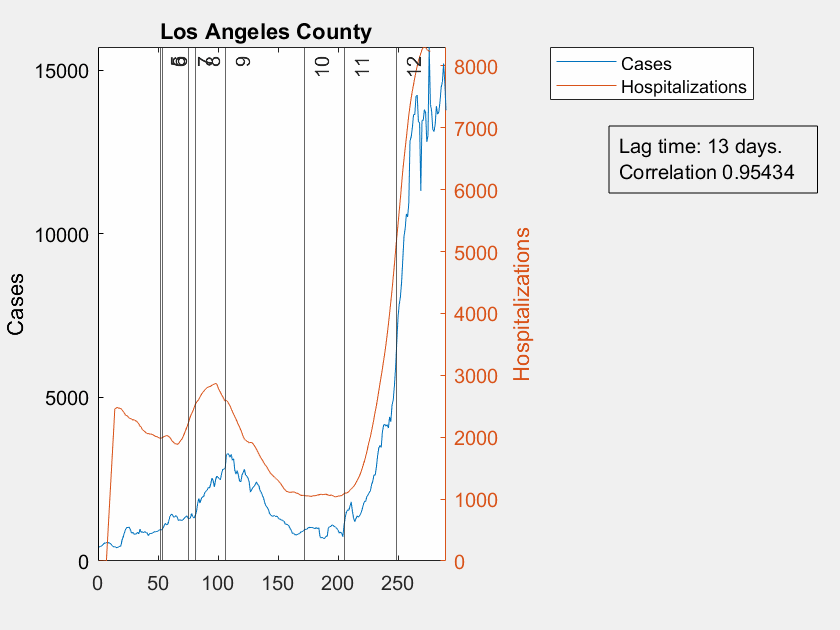 Los Angeles County
Cases
Hospitalizations
Lag time: 13 days.
Correlation 0.95434
5
6
7
8
9
10
11
12
15000
10000
5000
0
Cases
8000
7000
6000
5000
4000
3000
2000
1000
0
Hospitalizations
0 50 100 150 200 250